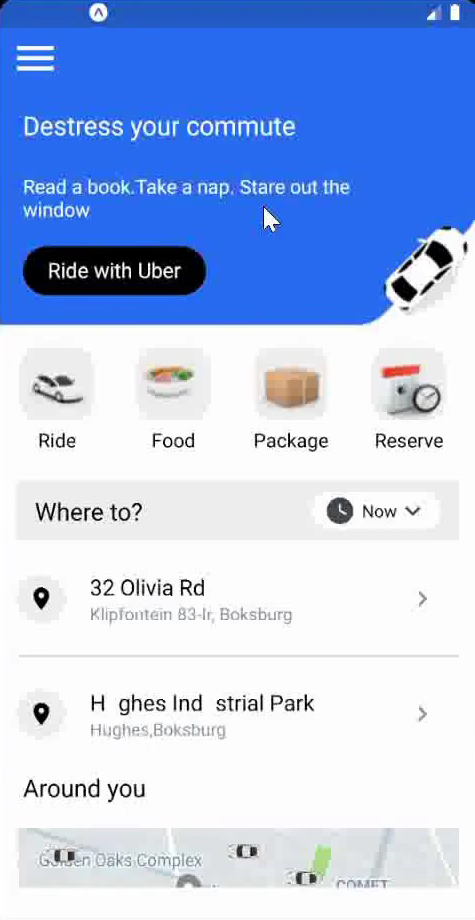 Destress your commute
Read a book.Take a nap. Stare out the
window
Ride with Uber
Ride
Food
Package
Reserve
Where to?
Now
32 Olivia Rd
Klipfontein 83-Ir, Boksburg
H ghes Ind strial Park
Hughes,Boksburg
Around you
Golden Oaks Complex
COMET